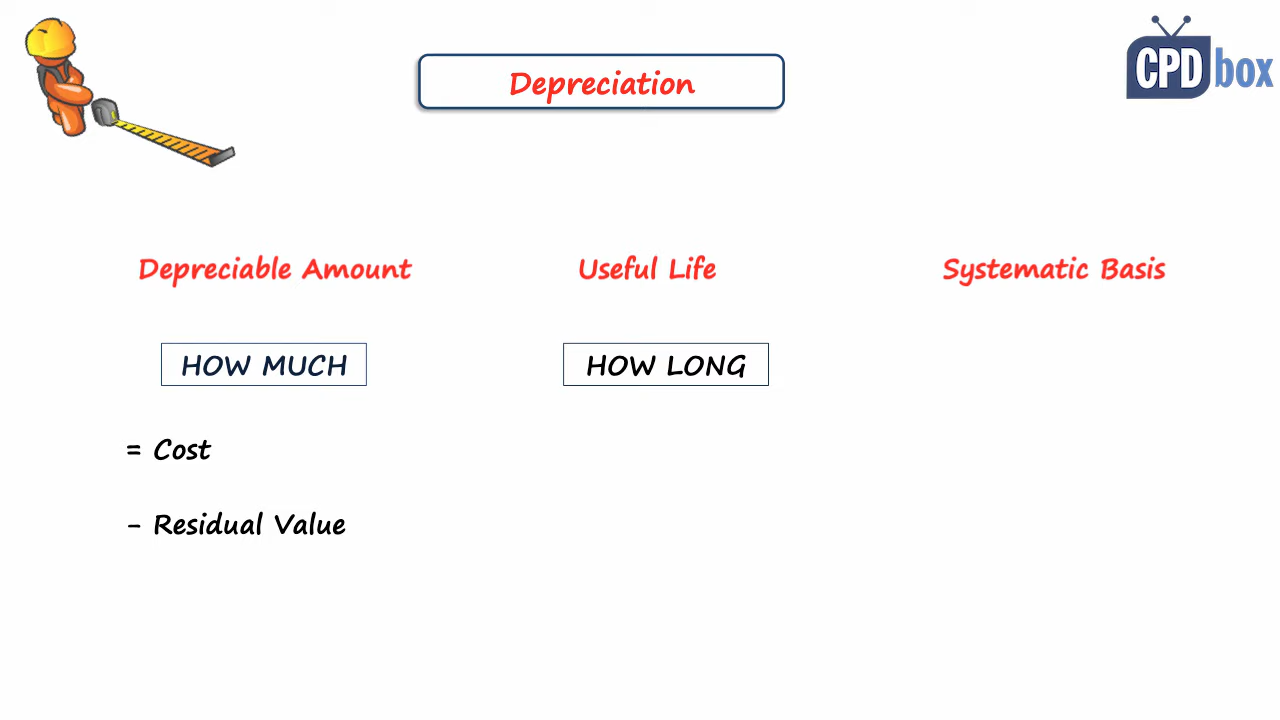 Depreciation
CPD box
Depreciable Amount
Useful Life
Systematic Basis
HOW MUCH
HOW LONG
= Cost
- Residual Value